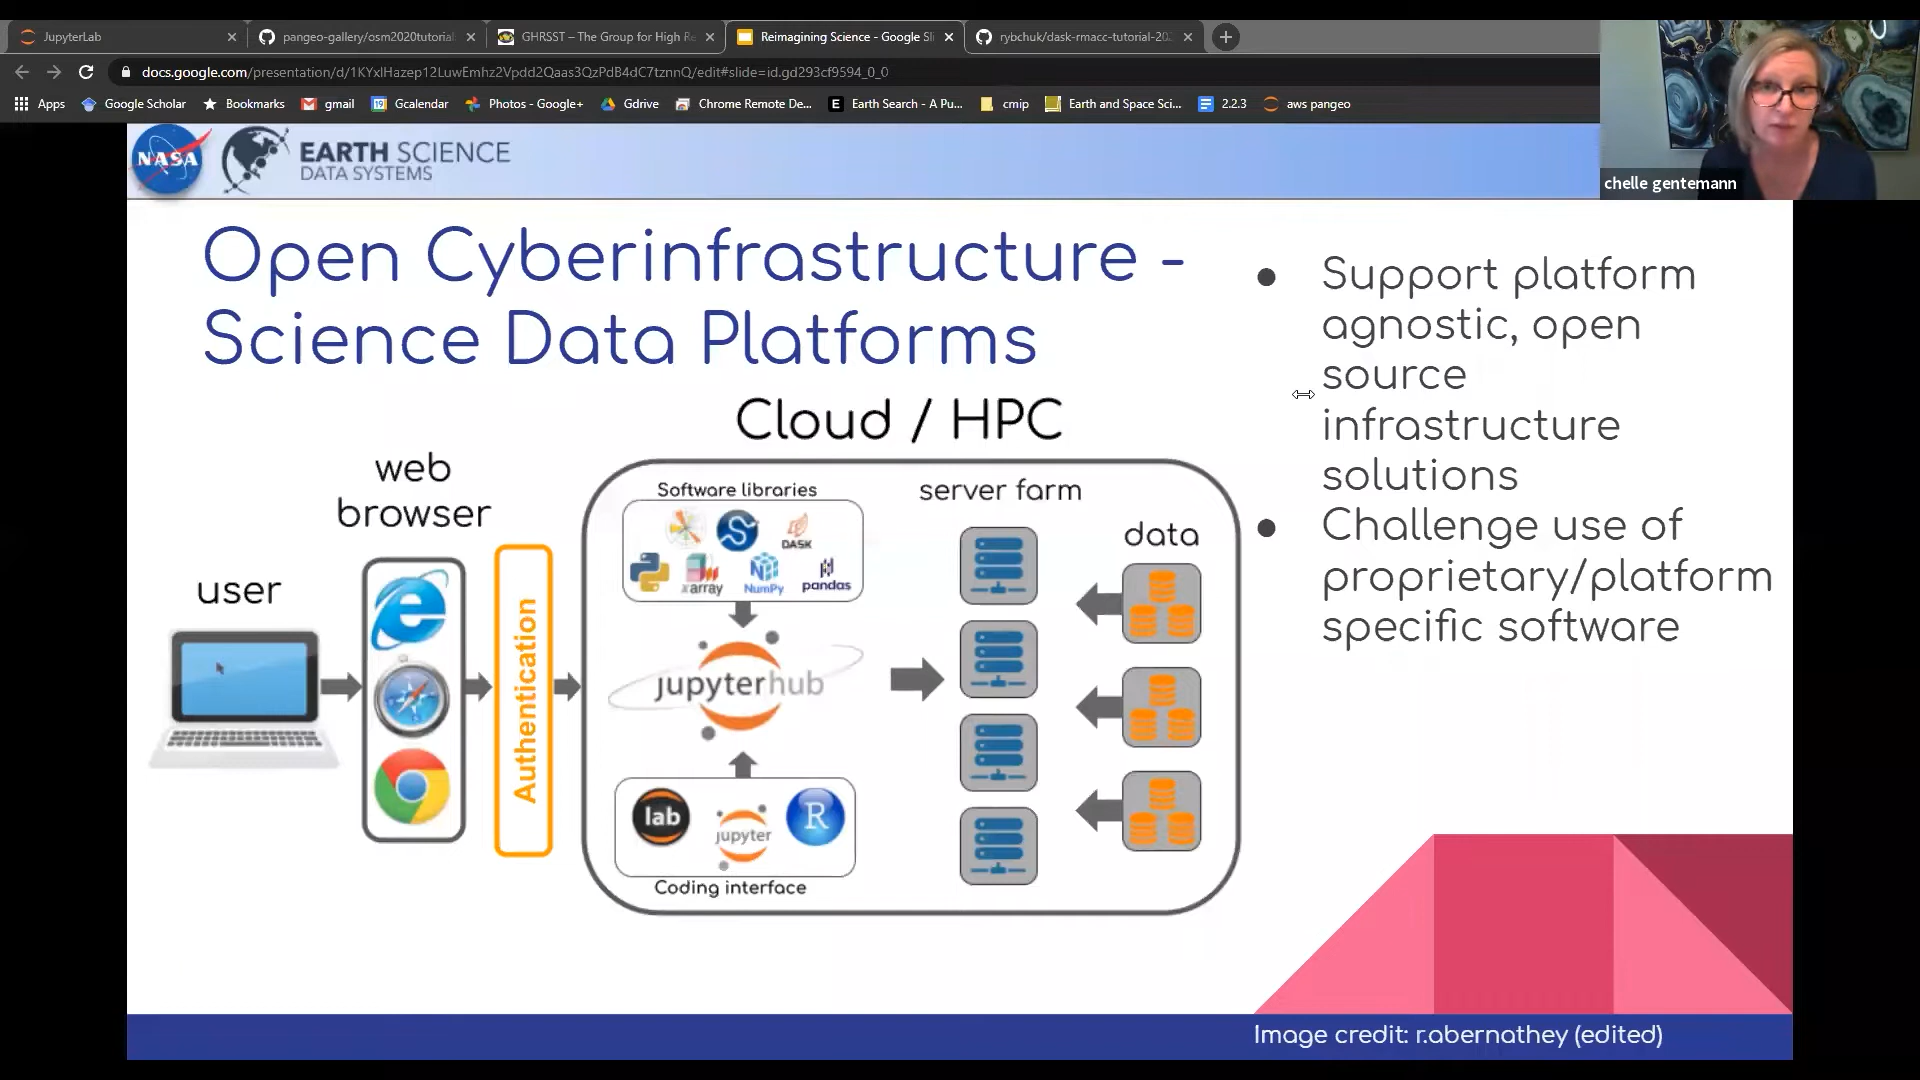 JupyterLab
pangeo-gallery/osm2020tutorial
GHRSST – The Group for High Re
Reimagining Science - Google Sli
rybchuk/dask-rmacc-tutorial-202
docs.google.com/presentation/d/1KYxlHazep12LuwEmhz2Vpdd2Qaas3QzPdB4dC7tznnQ/edit#slide=id.gd293cf9594_0_0
Apps
Google Scholar
Bookmarks
gmail
Gcalendar
Photos - Google+
Gdrive
Chrome Remote De...
Earth Search - A Pu...
cmip
Earth and Space Sci...
2.2.3
aws pangeo
chelle gentemann
NASA
EARTH SCIENCE
DATA SYSTEMS
Open Cyberinfrastructure -
Science Data Platforms
Cloud / HPC
user
web
browser
Authentication
Software libraries
DASK
xarray
NumPy
pandas
jupyterhub
lab
jupyter
R
Coding interface
server farm
data
Support platform
agnostic, open
source
infrastructure
solutions
Challenge use of
proprietary/platform
specific software
Image credit: r.abernathey (edited)